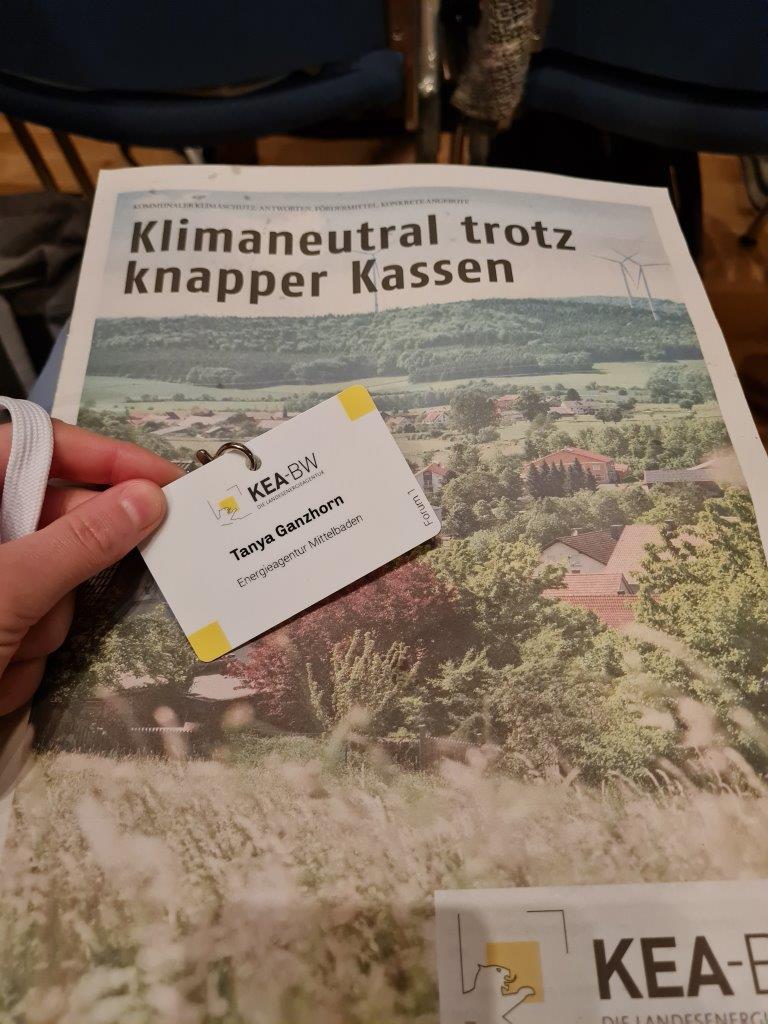 KOMMUNALER KLIMASCHUTZ: ANTWORTEN, FÖRDERMITTEL, KONKRETE ANGEBOTE
Klimaneutral trotz
knapper Kassen
KEA-BW
DIE LANDESENERGIEAGENTUR
Tanya Ganzhorn
Energieagentur Mittelbaden
Forum 1
KEA-B
DIE LANDESENERGI